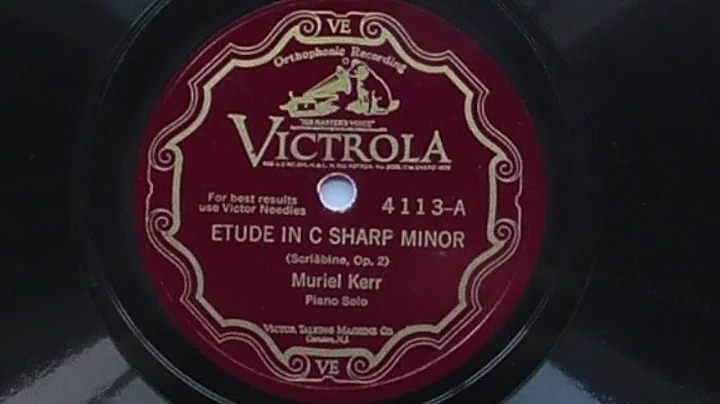 VE
Orthophonic Recording
"HIS MASTER'S VOICE"
VICTROLA
For best results
use Victor Needles
4113-A
ETUDE IN C SHARP MINOR
(Scriàbine, Op. 2)
Muriel Kerr
Piano Solo
VICTOR TALKING MACHINE CO.
Camden, N.J.
VE